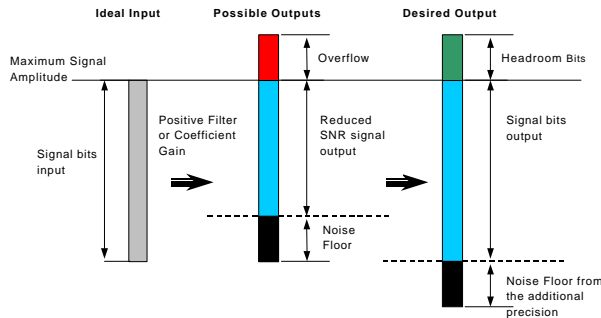 Ideal Input
Possible Outputs
Desired Output
Maximum Signal
Amplitude
Overflow
Headroom Bits
Signal bits
input
Positive Filter
or Coefficient
Gain
Reduced
SNR signal
output
Signal bits
output
Noise
Floor
Noise Floor from
the additional
precision